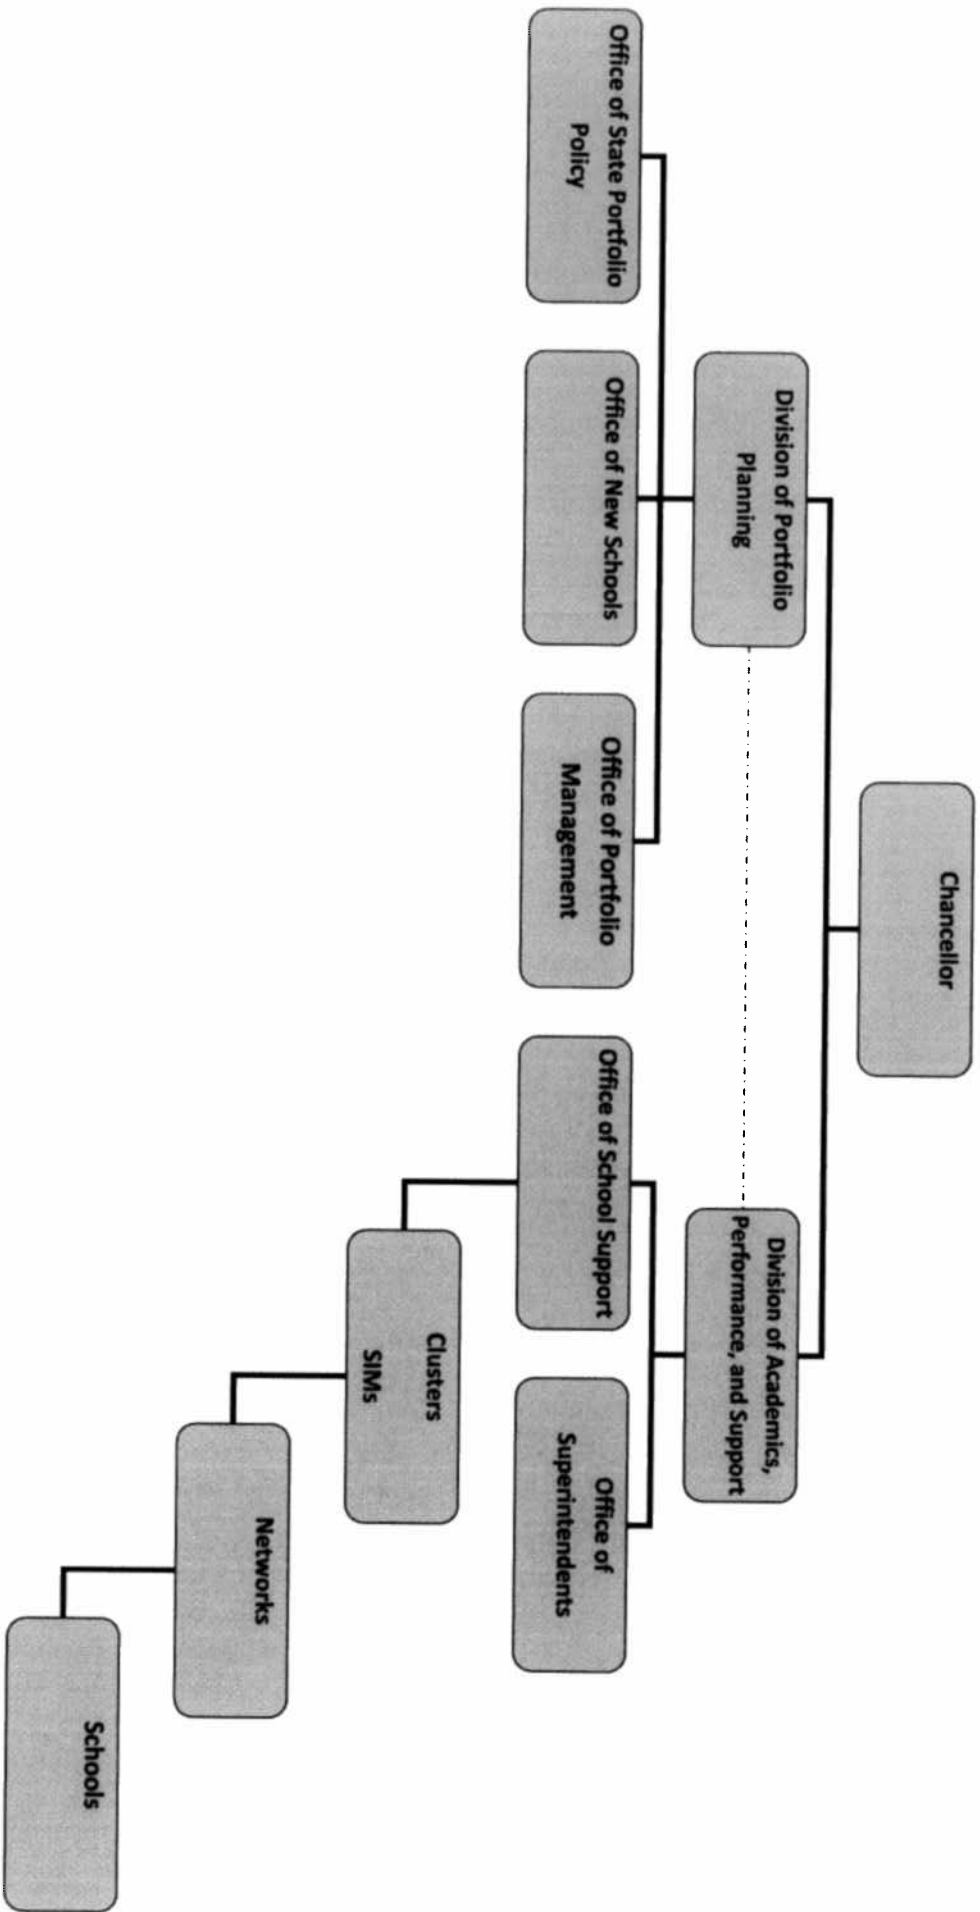 Chancellor
Division of Portfolio
Planning
Division of Academics,
Performance, and Support
Office of State Portfolio
Policy
Office of New Schools
Office of Portfolio
Management
Office of School Support
Office of
Superintendents
Clusters
SIMs
Networks
Schools